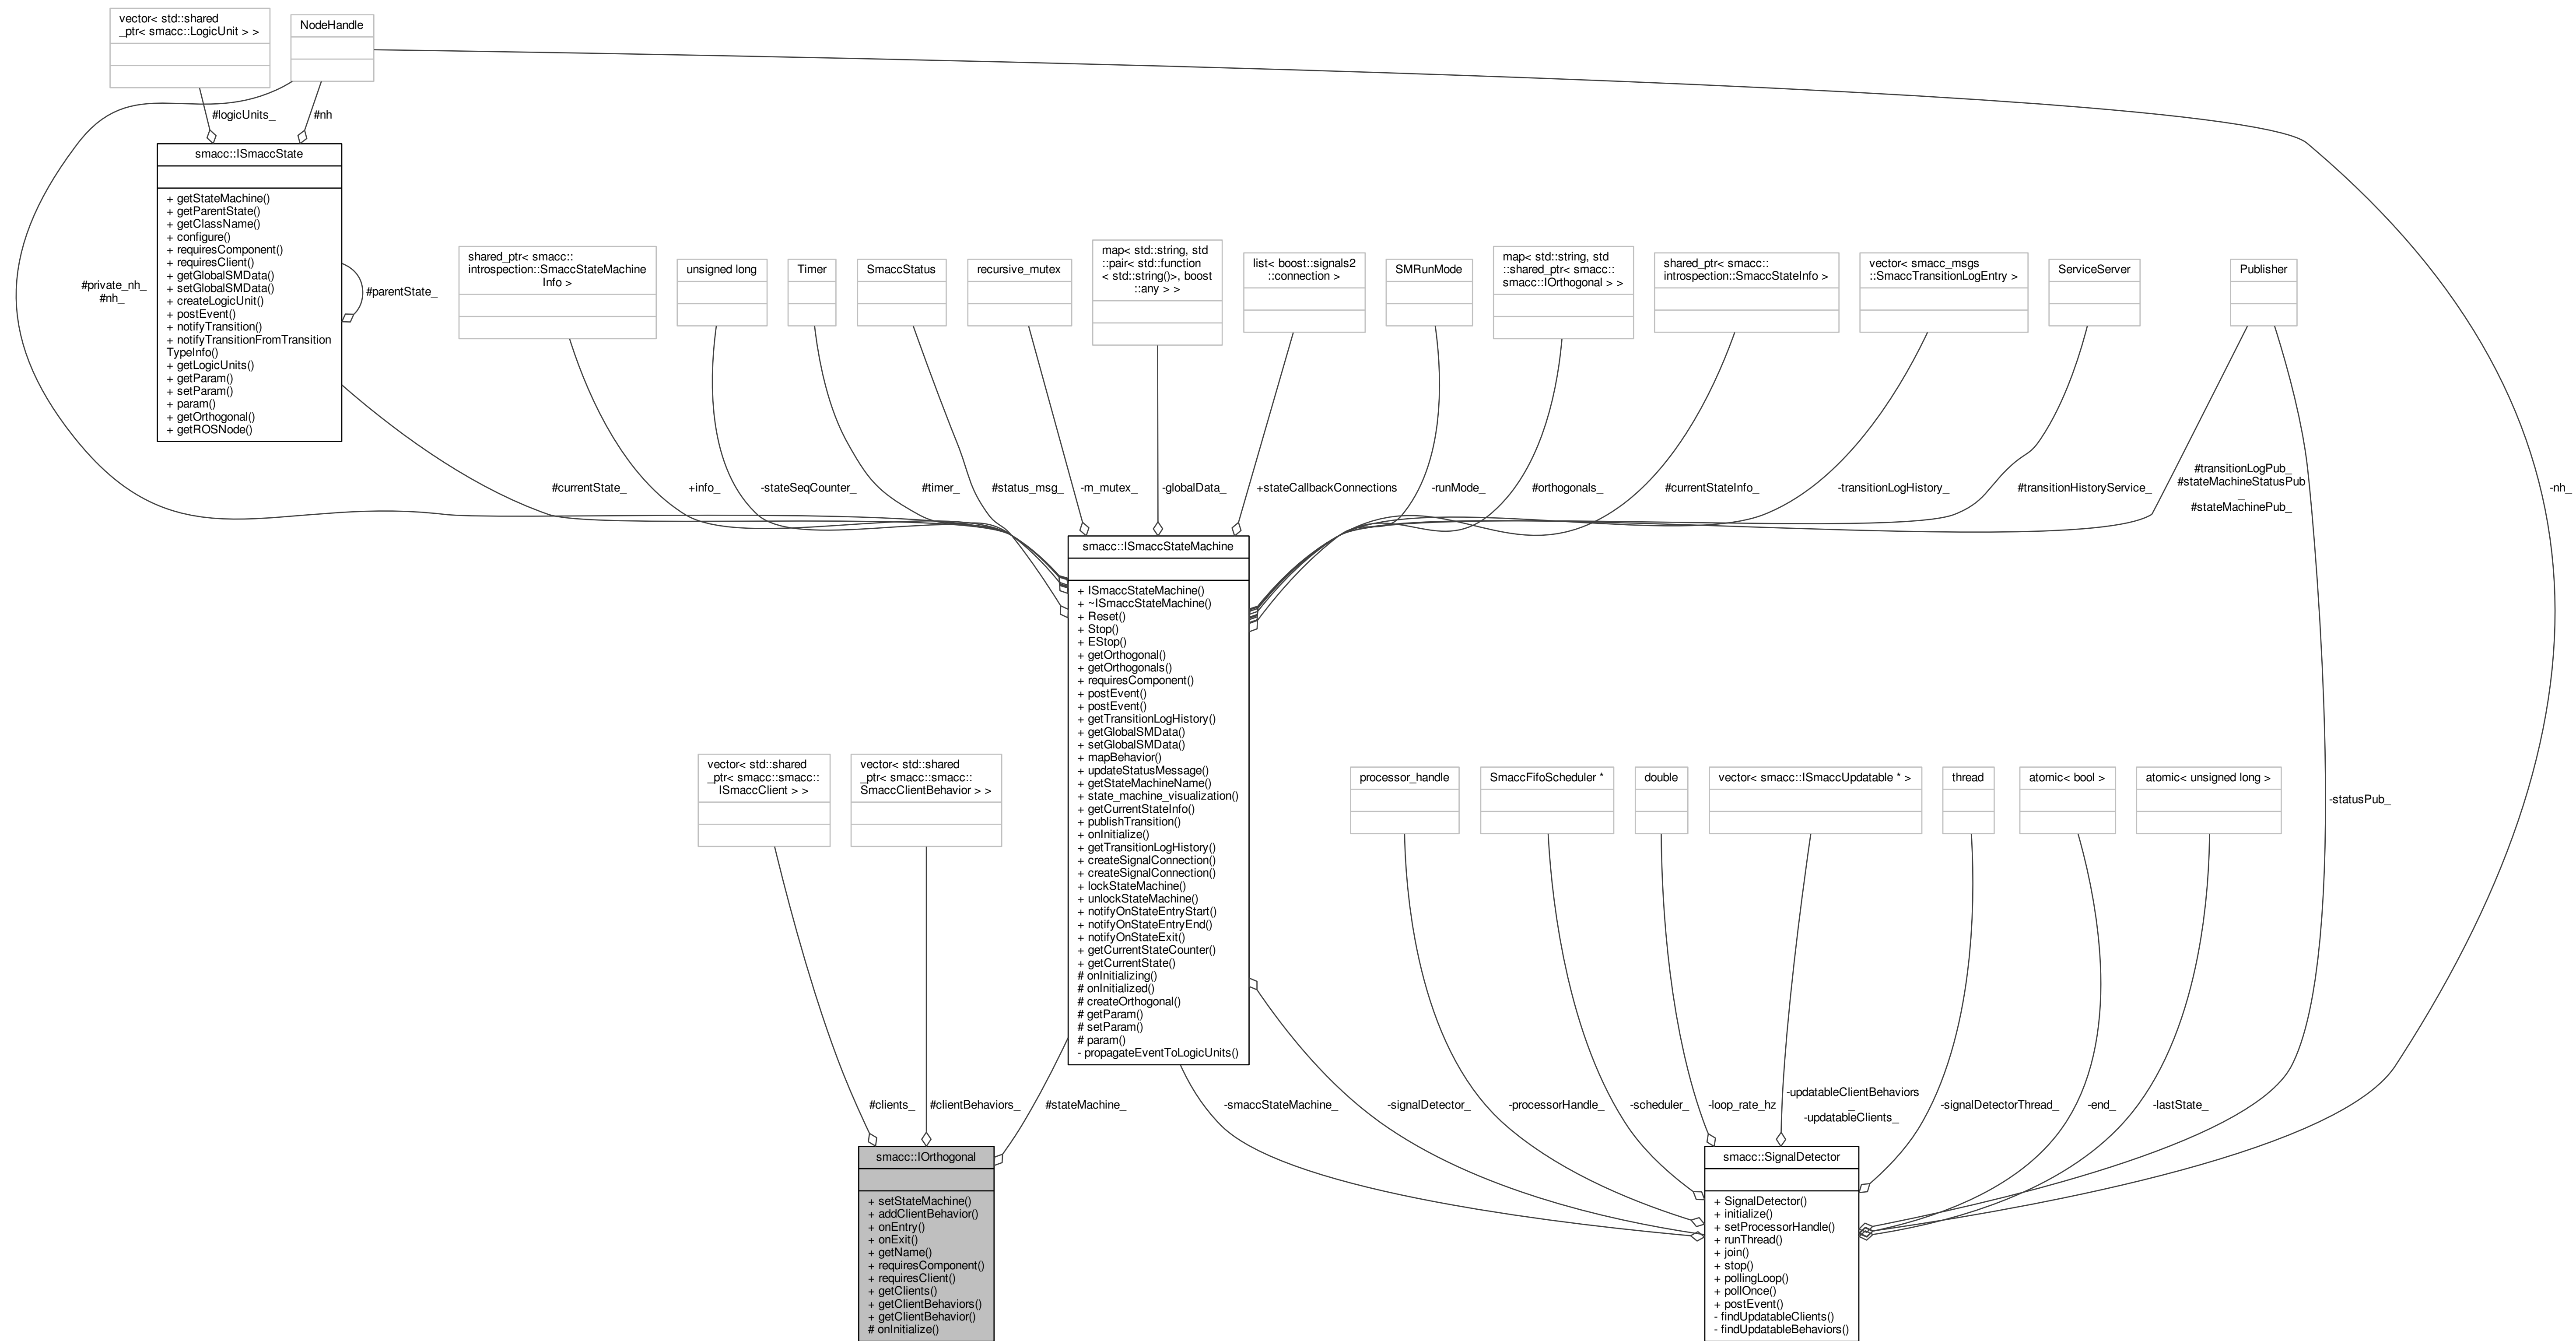 vector< std::shared
_ptr< smacc::LogicUnit > >
NodeHandle
#logicUnits_
#nh
smacc::ISmaccState
+ getStateMachine()
+ getParentState()
+ getClassName()
+ configure()
+ requiresComponent()
+ requiresClient()
+ getGlobalSMData()
+ setGlobalSMData()
+ createLogicUnit()
+ postEvent()
+ notifyTransition()
+ notifyTransitionFromTransition
TypeInfo()
+ getLogicUnits()
+ getParam()
+ setParam()
+ param()
+ getOrthogonal()
+ getROSNode()
#private_nh_
#nh_
#parentState_
shared_ptr< smacc::
introspection::SmaccStateMachine
Info >
unsigned long
Timer
SmaccStatus
recursive_mutex
map< std::string, std
::pair< std::function
< std::string()>, boost
::any > >
list< boost::signals2
::connection >
SMRunMode
map< std::string, std
::shared_ptr< smacc::
smacc::IOrthogonal > >
shared_ptr< smacc::
introspection::SmaccStateInfo >
vector< smacc_msgs
::SmaccTransitionLogEntry >
ServiceServer
Publisher
#currentState_
+info_
-stateSeqCounter_
#timer_
#status_msg_
-m_mutex_
-globalData_
+stateCallbackConnections
-runMode_
#orthogonals_
#currentStateInfo_
-transitionLogHistory_
#transitionHistoryService_
#transitionLogPub_
#stateMachineStatusPub
_
#stateMachinePub_
-nh_
smacc::ISmaccStateMachine
+ ISmaccStateMachine()
+ ~ISmaccStateMachine()
+ Reset()
+ Stop()
+ EStop()
+ getOrthogonal()
+ getOrthogonals()
+ requiresComponent()
+ postEvent()
+ postEvent()
+ getTransitionLogHistory()
+ getGlobalSMData()
+ setGlobalSMData()
+ mapBehavior()
+ updateStatusMessage()
+ getStateMachineName()
+ state_machine_visualization()
+ getCurrentStateInfo()
+ publishTransition()
+ onInitialize()
+ getTransitionLogHistory()
+ createSignalConnection()
+ createSignalConnection()
+ lockStateMachine()
+ unlockStateMachine()
+ notifyOnStateEntryStart()
+ notifyOnStateEntryEnd()
+ notifyOnStateExit()
+ getCurrentStateCounter()
+ getCurrentState()
# onInitializing()
# onInitialized()
# createOrthogonal()
# getParam()
# setParam()
# param()
- propagateEventToLogicUnits()
vector< std::shared
_ptr< smacc::smacc::
ISmaccClient > >
vector< std::shared
_ptr< smacc::smacc::
SmaccClientBehavior > >
processor_handle
SmaccFifoScheduler *
double
vector< smacc::ISmaccUpdatable * >
thread
atomic< bool >
atomic< unsigned long >
-statusPub_
#clients_
#clientBehaviors_
#stateMachine_
-smaccStateMachine_
-signalDetector_
-processorHandle_
-scheduler_
-loop_rate_hz
-updatableClientBehaviors
_
-updatableClients_
-signalDetectorThread_
-end_
-lastState_
smacc::IOrthogonal
+ setStateMachine()
+ addClientBehavior()
+ onEntry()
+ onExit()
+ getName()
+ requiresComponent()
+ requiresClient()
+ getClients()
+ getClientBehaviors()
+ getClientBehavior()
# onInitialize()
smacc::SignalDetector
+ SignalDetector()
+ initialize()
+ setProcessorHandle()
+ runThread()
+ join()
+ stop()
+ pollingLoop()
+ pollOnce()
+ postEvent()
- findUpdatableClients()
- findUpdatableBehaviors()